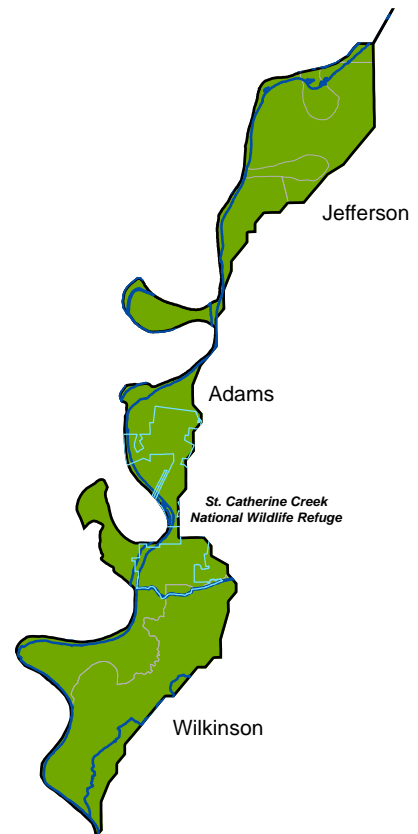 Jefferson
Adams
St. Catherine Creek
National Wildlife Refuge
Wilkinson